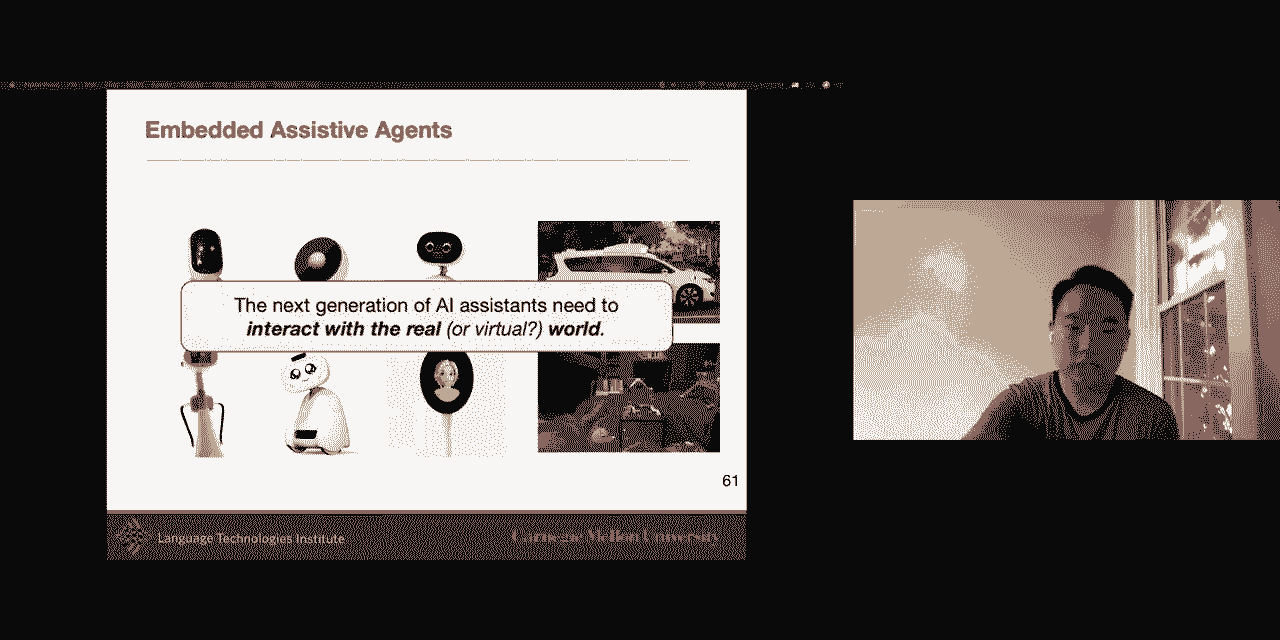 Embedded Assistive Agents
The next generation of AI assistants need to
interact with the real (or virtual?) world.
61
Language Technologies Institute
Carnegie Mellon University